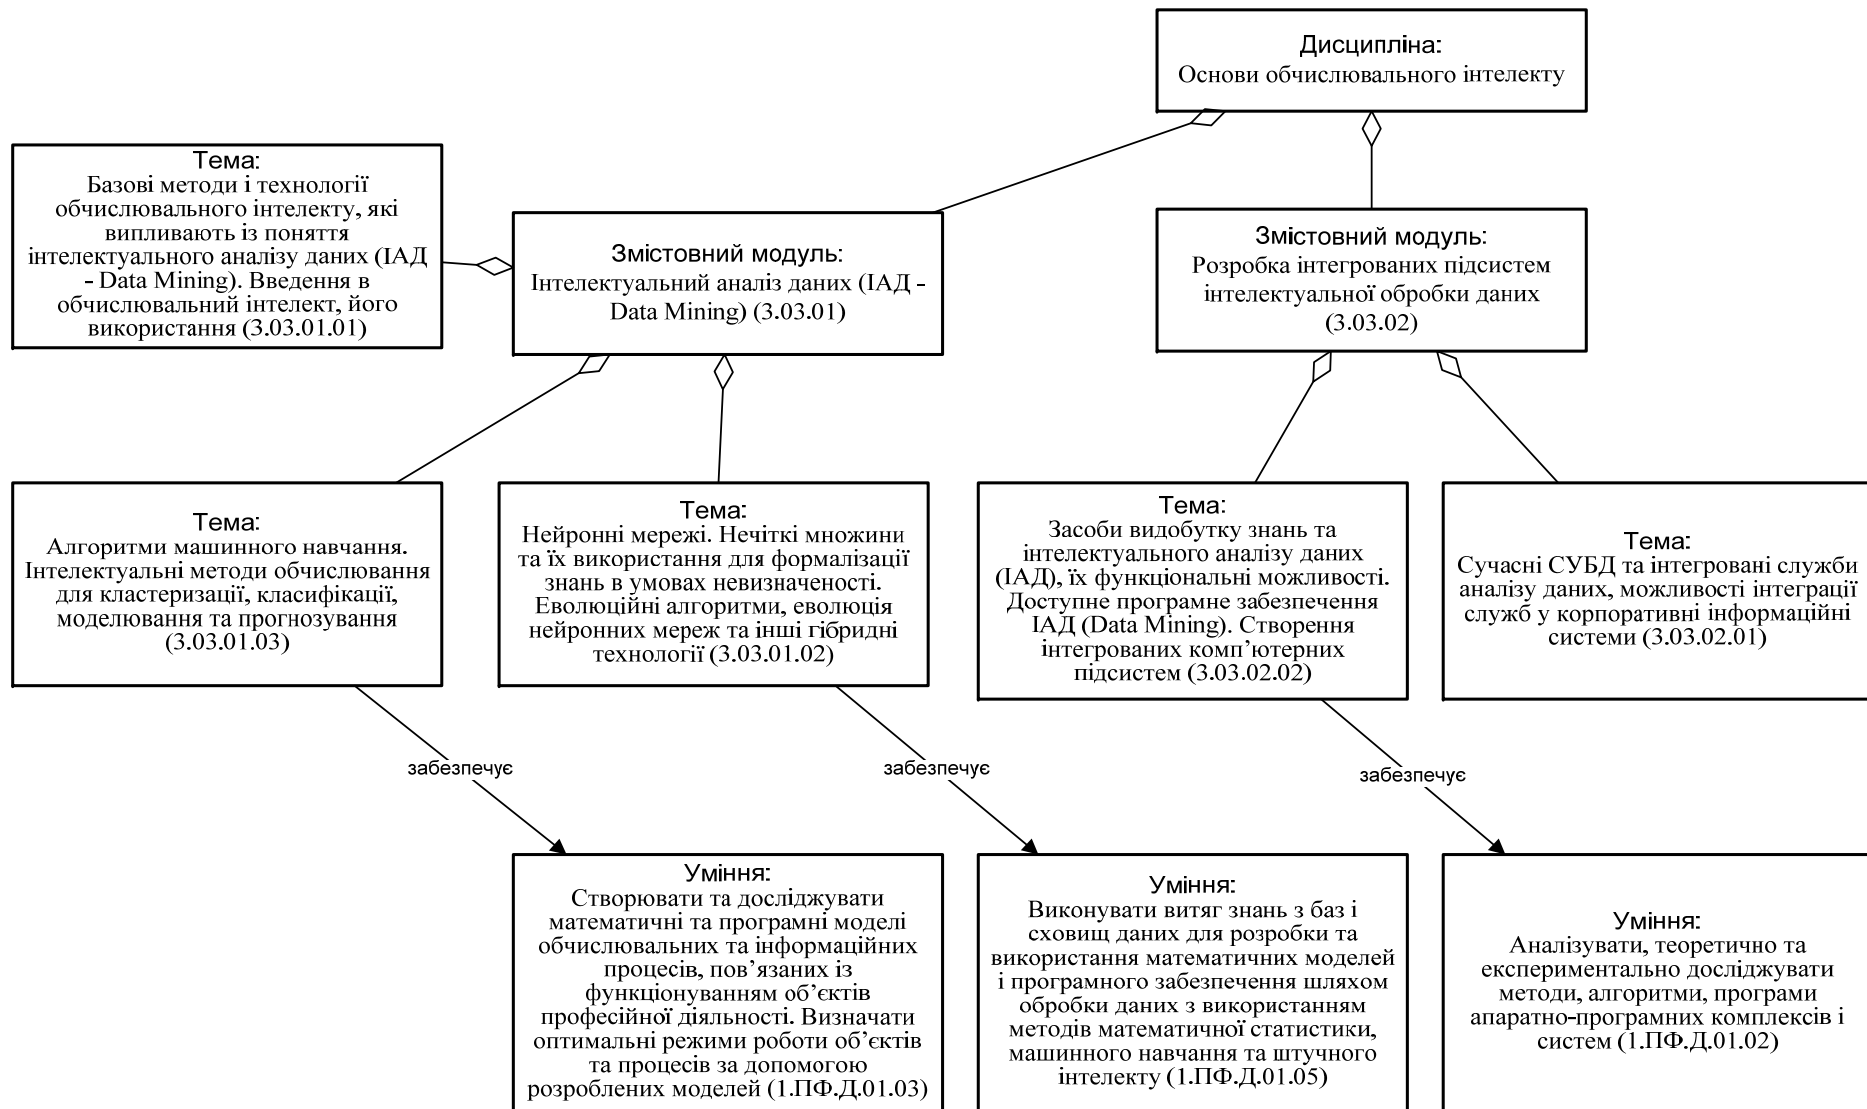 Дисципліна:
Основи обчислювального інтелекту
Тема:
Базові методи і технології
обчислювального інтелекту, які
випливають із поняття
інтелектуального аналізу даних (ІАД
- Data Mining). Введення в
обчислювальний інтелект, його
використання (3.03.01.01)
Змістовний модуль:
Інтелектуальний аналіз даних (ІАД -
Data Mining) (3.03.01)
Змістовний модуль:
Розробка інтегрованих підсистем
інтелектуальної обробки даних
(3.03.02)
Тема:
Алгоритми машинного навчання.
Інтелектуальні методи обчислювання
для кластеризації, класифікації,
моделювання та прогнозування
(3.03.01.03)
Тема:
Нейронні мережі. Нечіткі множини
та їх використання для формалізації
знань в умовах невизначеності.
Еволюційні алгоритми, еволюція
нейронних мереж та інші гібридні
технології (3.03.01.02)
Тема:
Засоби видобутку знань та
інтелектуального аналізу даних
(ІАД), їх функціональні можливості.
Доступне програмне забезпечення
ІАД (Data Mining). Створення
інтегрованих комп’ютерних
підсистем (3.03.02.02)
Тема:
Сучасні СУБД та інтегровані служби
аналізу даних, можливості інтеграції
служб у корпоративні інформаційні
системи (3.03.02.01)
забезпечує
забезпечує
забезпечує
Уміння:
Створювати та досліджувати
математичні та програмні моделі
обчислювальних та інформаційних
процесів, пов’язаних із
функціонуванням об’єктів
професійної діяльності. Визначати
оптимальні режими роботи об’єктів
та процесів за допомогою
розроблених моделей (1.ПФ.Д.01.03)
Уміння:
Виконувати витяг знань з баз і
сховищ даних для розробки та
використання математичних моделей
і програмного забезпечення шляхом
обробки даних з використанням
методів математичної статистики,
машинного навчання та штучного
інтелекту (1.ПФ.Д.01.05)
Уміння:
Аналізувати, теоретично та
експериментально досліджувати
методи, алгоритми, програми
апаратно-програмних комплексів і
систем (1.ПФ.Д.01.02)